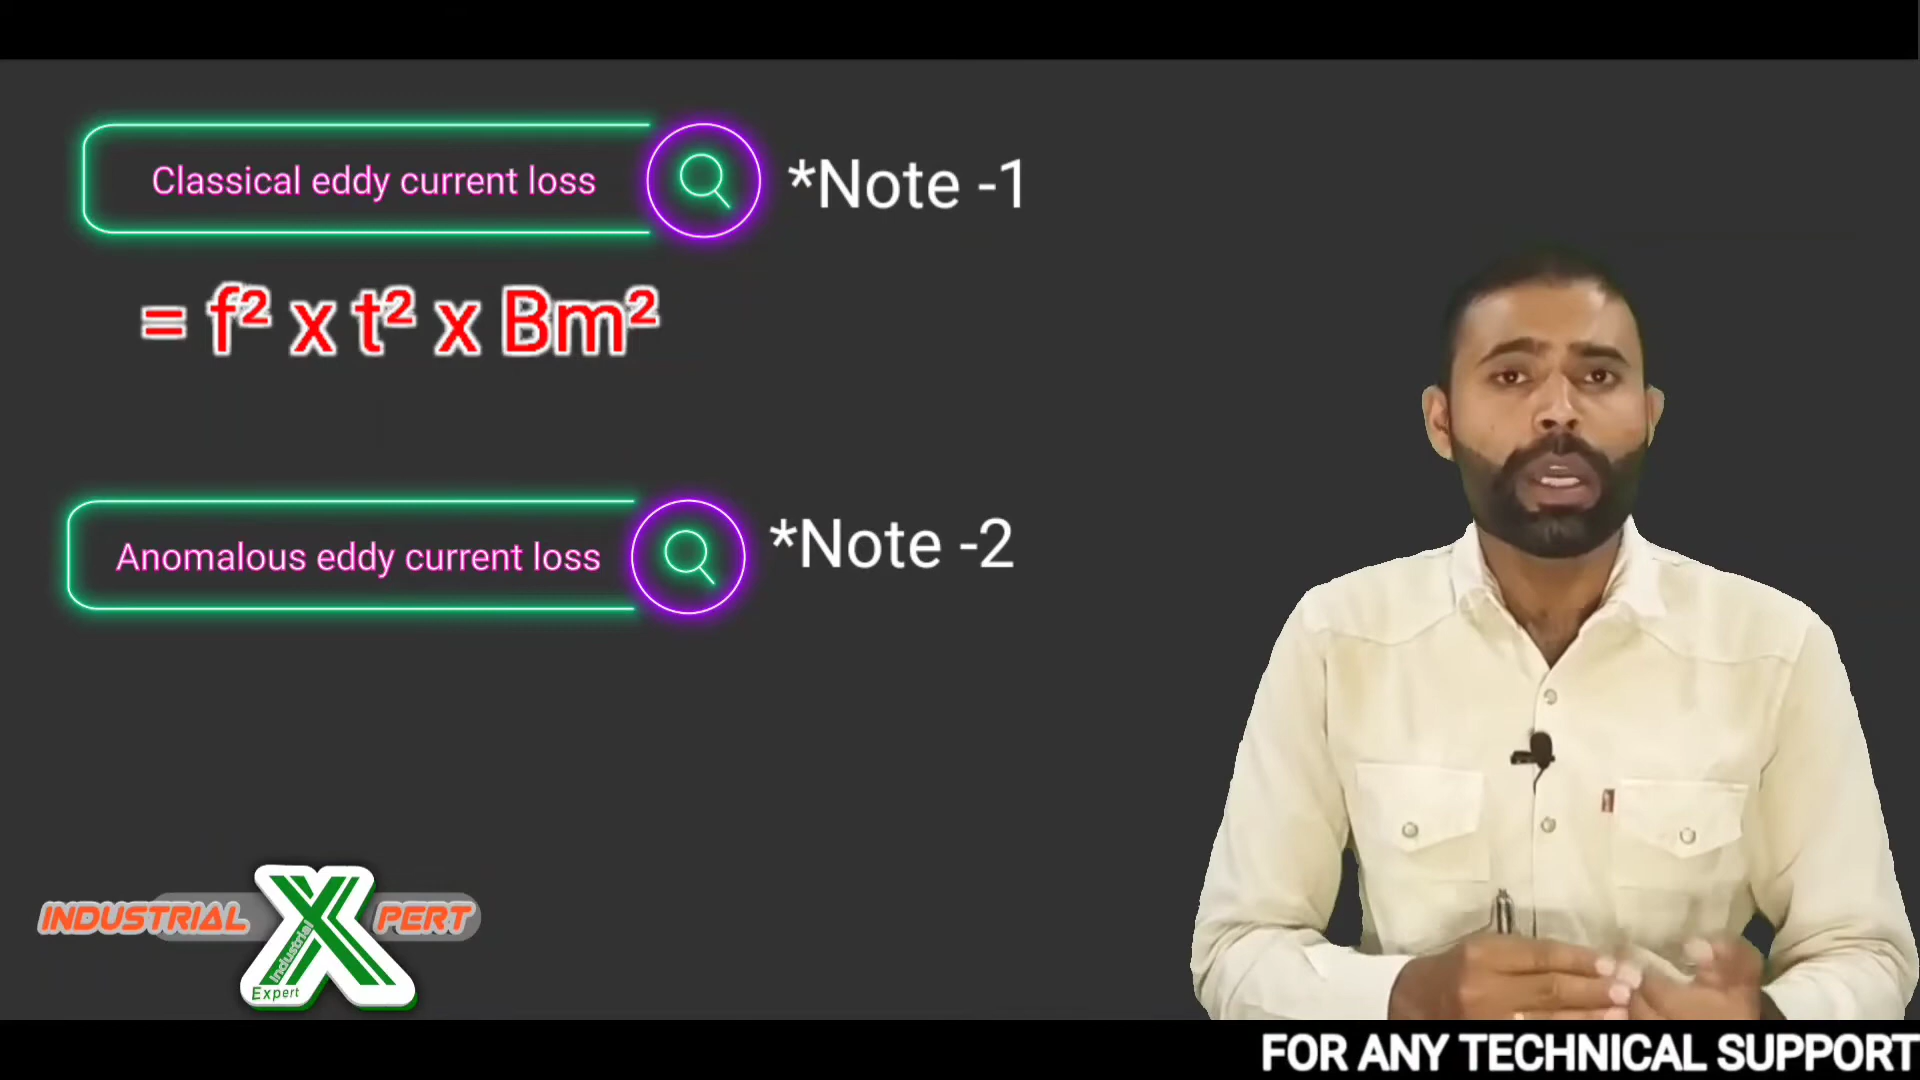 Classical eddy current loss
*Note -1
= f² x t² x Bm²
Anomalous eddy current loss
*Note -2
INDUSTRIAL X PERT
Industrial
Expert
FOR ANY TECHNICAL SUPPORT